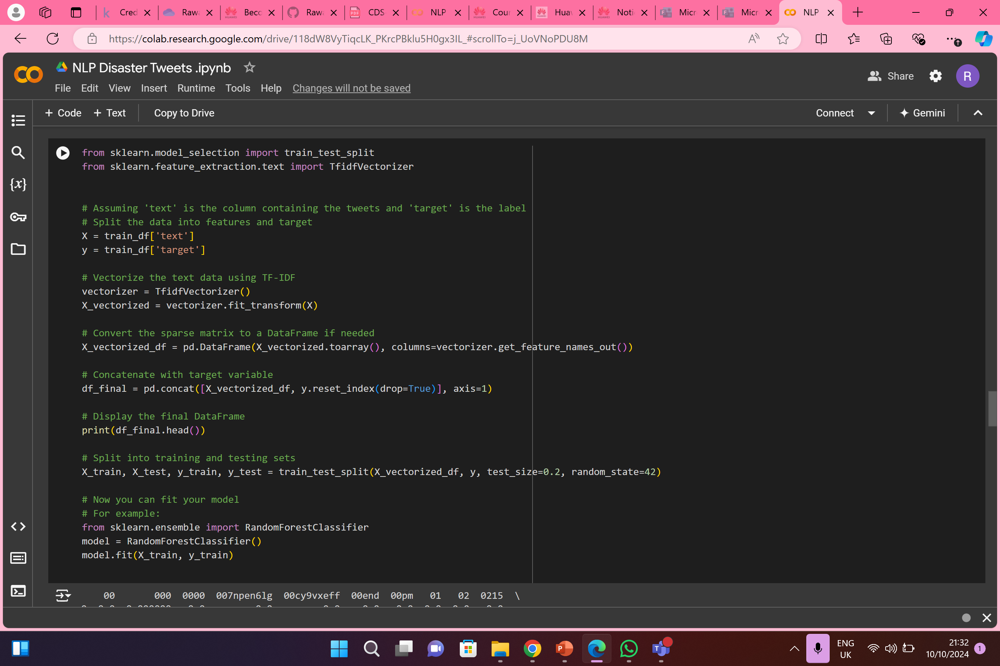 Cred
Raw
Beco
Raw
CDS
NLP
Cour
Hua
Noti
Micr
Micr
NLP
https://colab.research.google.com/drive/118dW8VyTiqcLK_PKrcPBklu5H0gx3IL_#scrollTo=j_UoVNoPDU8M
NLP Disaster Tweets .ipynb
Share
R
File Edit View Insert Runtime Tools Help Changes will not be saved
+ Code + Text Copy to Drive
Connect
Gemini
from sklearn.model_selection import train_test_split
from sklearn.feature_extraction.text import TfidfVectorizer
# Assuming 'text' is the column containing the tweets and 'target' is the label
# Split the data into features and target
X = train_df['text']
y = train_df['target']
# Vectorize the text data using TF-IDF
vectorizer = TfidfVectorizer()
X_vectorized = vectorizer.fit_transform(X)
# Convert the sparse matrix to a DataFrame if needed
X_vectorized_df = pd.DataFrame(X_vectorized.toarray(), columns=vectorizer.get_feature_names_out())
# Concatenate with target variable
df_final = pd.concat([X_vectorized_df, y.reset_index(drop=True)], axis=1)
# Display the final DataFrame
print(df_final.head())
# Split into training and testing sets
X_train, X_test, y_train, y_test = train_test_split(X_vectorized_df, y, test_size=0.2, random_state=42)
# Now you can fit your model
# For example:
from sklearn.ensemble import RandomForestClassifier
model = RandomForestClassifier()
model.fit(X_train, y_train)
00 000 0000 007npen6lg 00cy9vxeff 00end 00pm 01 02 0215 \
ENG
UK
21:32
10/10/2024
1